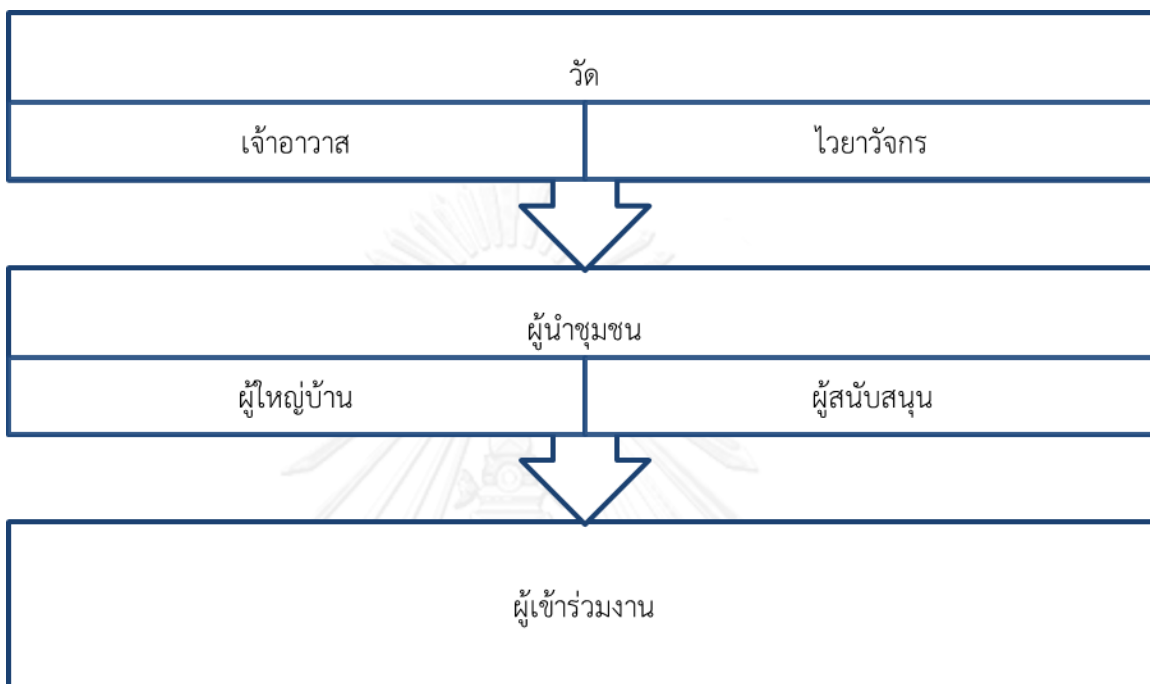 วัด
เจ้าอาวาส
ไวยาวัจกร
ผู้นำชุมชน
ผู้ใหญ่บ้าน
ผู้สนับสนุน
ผู้เข้าร่วมงาน